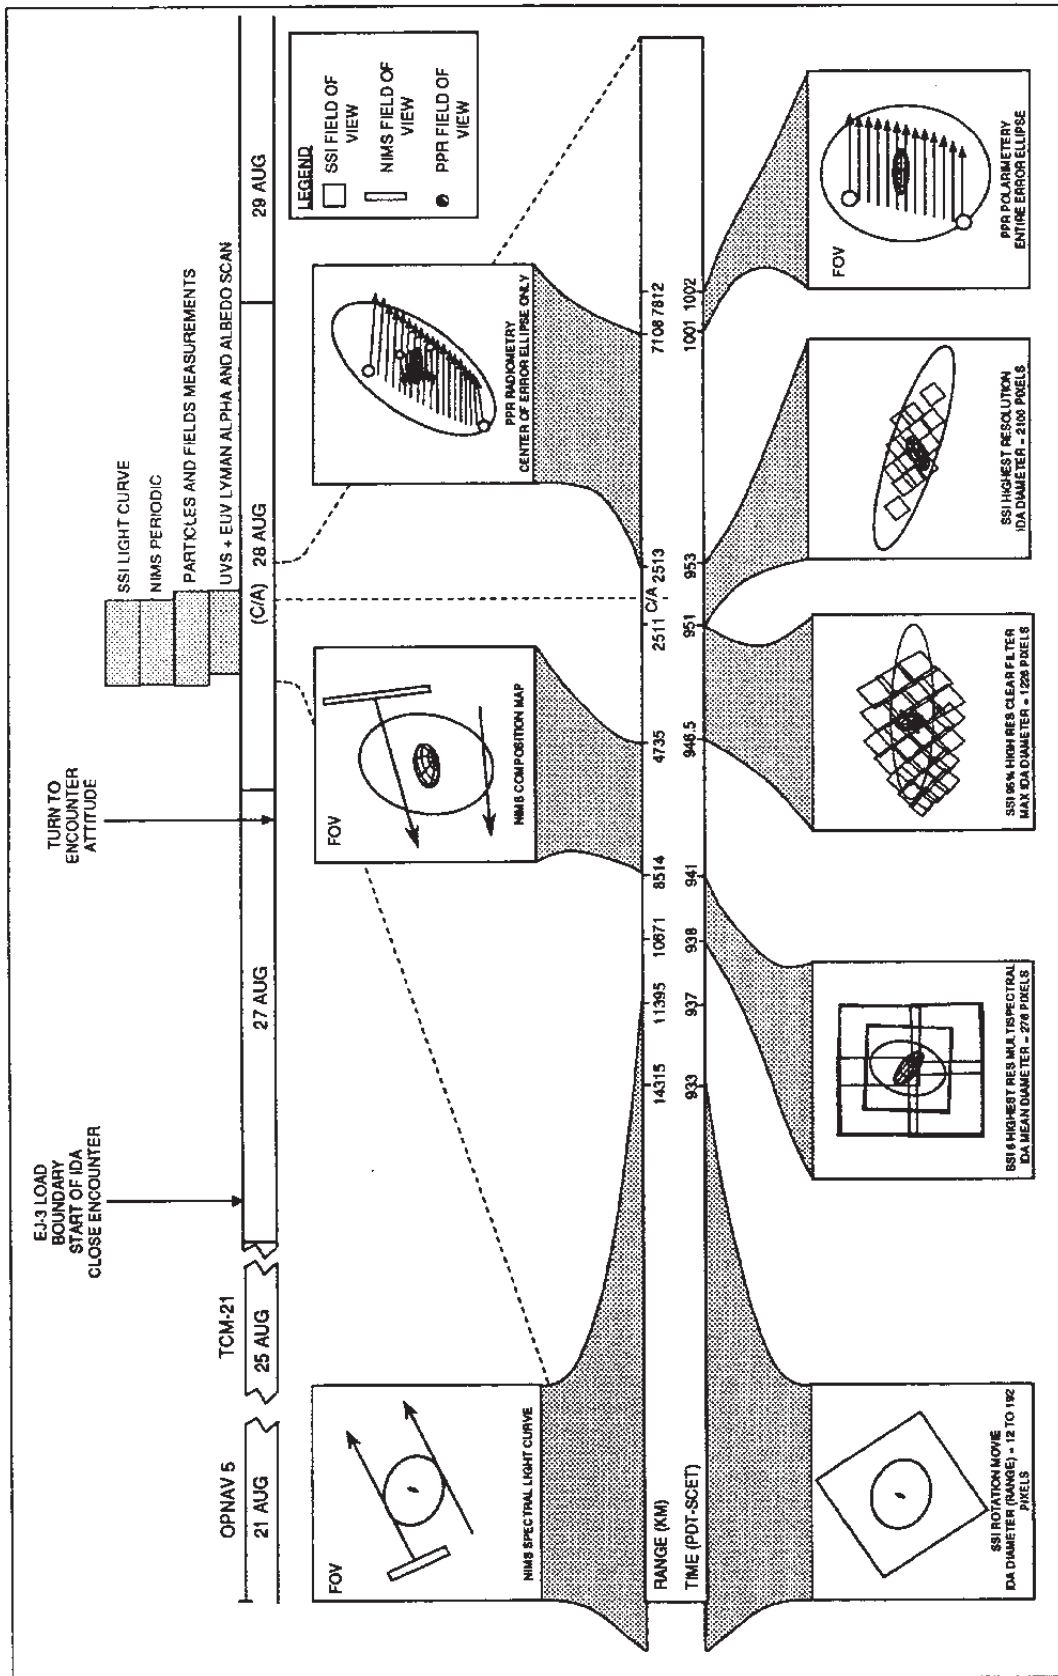 EJ-3 LOAD
BOUNDARY
START OF IDA
CLOSE ENCOUNTER
TURN TO
ENCOUNTER
ATTITUDE
SSI LIGHT CURVE
NIMS PERIODIC
PARTICLES AND FIELDS MEASUREMENTS
UVS + EUV LYMAN ALPHA AND ALBEDO SCAN
OPNAV 5
TCM-21
21 AUG
25 AUG
27 AUG
(C/A)
28 AUG
29 AUG
LEGEND
SSI FIELD OF
VIEW
NIMS FIELD OF
VIEW
PPR FIELD OF
VIEW
FOV
NIMS SPECTRAL LIGHT CURVE
FOV
NIMS COMPOSITION MAP
PPR RADIOMETRY
CENTER OF ERROR ELLIPSE ONLY
RANGE (KM)
14315
11395
10671
8514
4735
2511
C/A
2513
7108
7812
TIME (PDT-SCET)
933
937
938
941
946.5
951
953
1001
1002
SSI ROTATION MOVIE
IDA DIAMETER (RANGE) = 12 TO 192
PIXELS
SSI 6 HIGHEST RES MULTISPECTRAL
IDA MEAN DIAMETER = 276 PIXELS
SSI 95% HIGH RES CLEAR FILTER
MAX IDA DIAMETER = 1226 PIXELS
SSI HIGHEST RESOLUTION
IDA DIAMETER = 2100 PIXELS
FOV
PPR POLARIMETRY
ENTIRE ERROR ELLIPSE